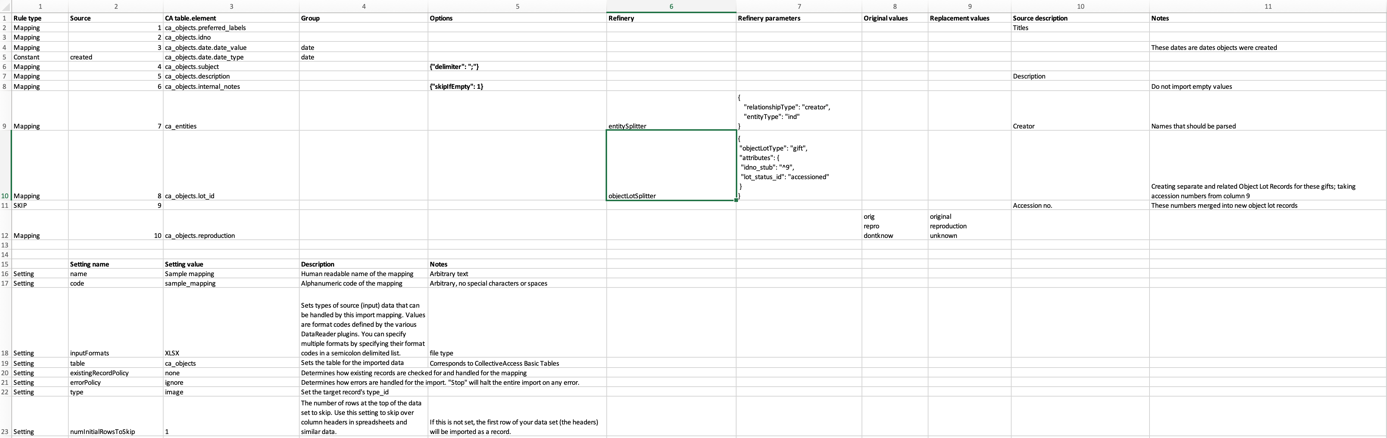 1 2 3 4 5 6 7 8 9 10 11
1 Rule type Source CA table.element Group Options Refinery Refinery parameters Original values Replacement values Source description Notes
2 Mapping 1 ca_objects.preferred_labels Titles
3 Mapping 2 ca_objects.idno
4 Mapping 3 ca_objects.date.date_value date These dates are dates objects were created
5 Constant created ca_objects.date.date_type date
6 Mapping 4 ca_objects.subject {"delimiter": ";"}
7 Mapping 5 ca_objects.description Description
8 Mapping 6 ca_objects.internal_notes {"skipIfEmpty": 1} Do not import empty values
{
"relationshipType": "creator",
"entityType": "ind"
9 Mapping 7 ca_entities entitySplitter } Creator Names that should be parsed
{
"objectLotType": "gift",
"attributes": {
"idno_stub": "^9",
"lot_status_id": "accessioned"
}
Creating separate and related Object Lot Records for these gifts; taking
10 Mapping 8 ca_objects.lot_id objectLotSplitter } accession numbers from column 9
11 SKIP 9 Accession no. These numbers merged into new object lot records
orig original
repro reproduction
12 Mapping 10 ca_objects.reproduction dontknow unknown
13
14
15 Setting name Setting value Description Notes
16 Setting name Sample mapping Human readable name of the mapping Arbitrary text
17 Setting code sample_mapping Alphanumeric code of the mapping Arbitrary, no special characters or spaces
Sets types of source (input) data that can
be handled by this import mapping. Values
are format codes defined by the various
DataReader plugins. You can specify
multiple formats by specifying their format
18 Setting inputFormats XLSX codes in a semicolon delimited list. file type
19 Setting table ca_objects Sets the table for the imported data Corresponds to CollectiveAccess Basic Tables
20 Setting existingRecordPolicy none Determines how existing records are checked for and handled for the mapping
21 Setting errorPolicy ignore Determines how errors are handled for the import. "Stop" will halt the entire import on any error.
22 Setting type image Set the target record's type_id
The number of rows at the top of the data
set to skip. Use this setting to skip over
column headers in spreadsheets and If this is not set, the first row of your data set (the headers)
23 Setting numInitialRowsToSkip 1 similar data. will be imported as a record.